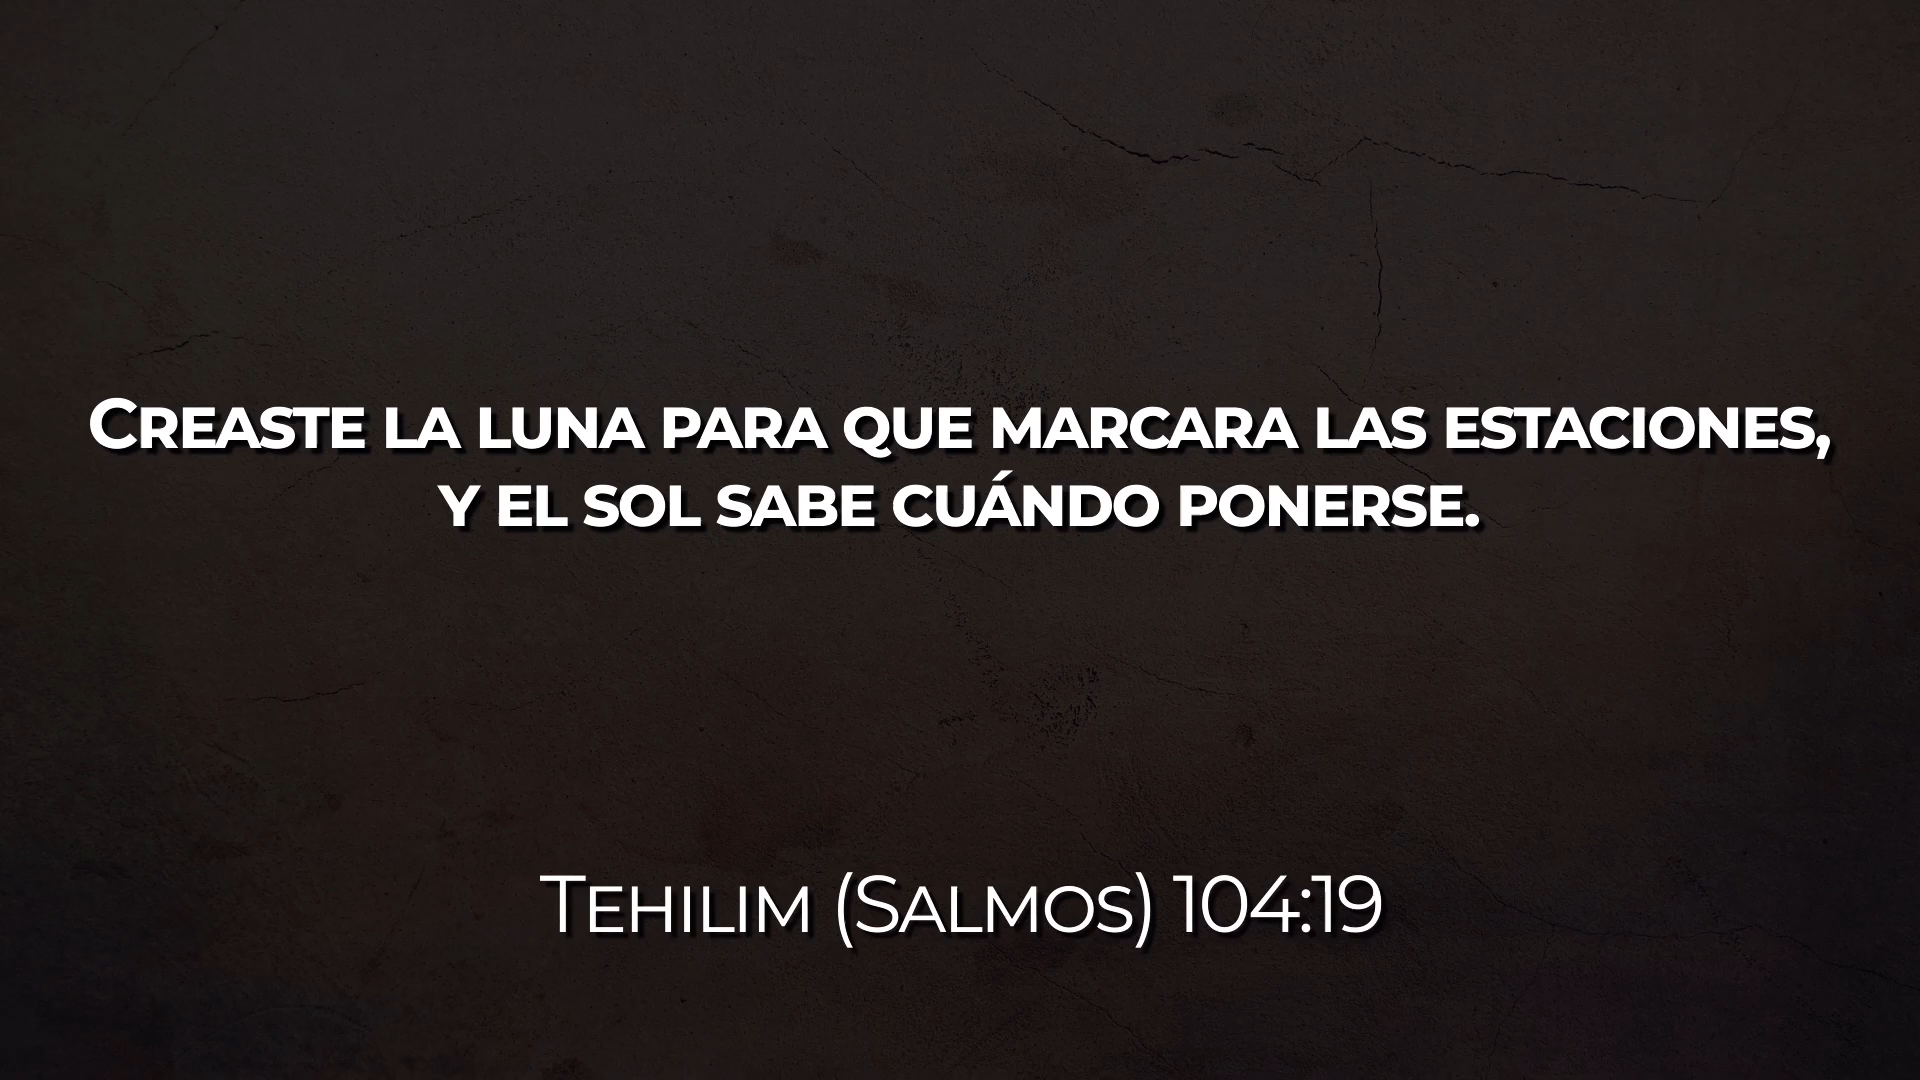 Creaste la luna para que marcara las estaciones,
y el sol sabe cuándo ponerse.
Tehilim (Salmos) 104:19